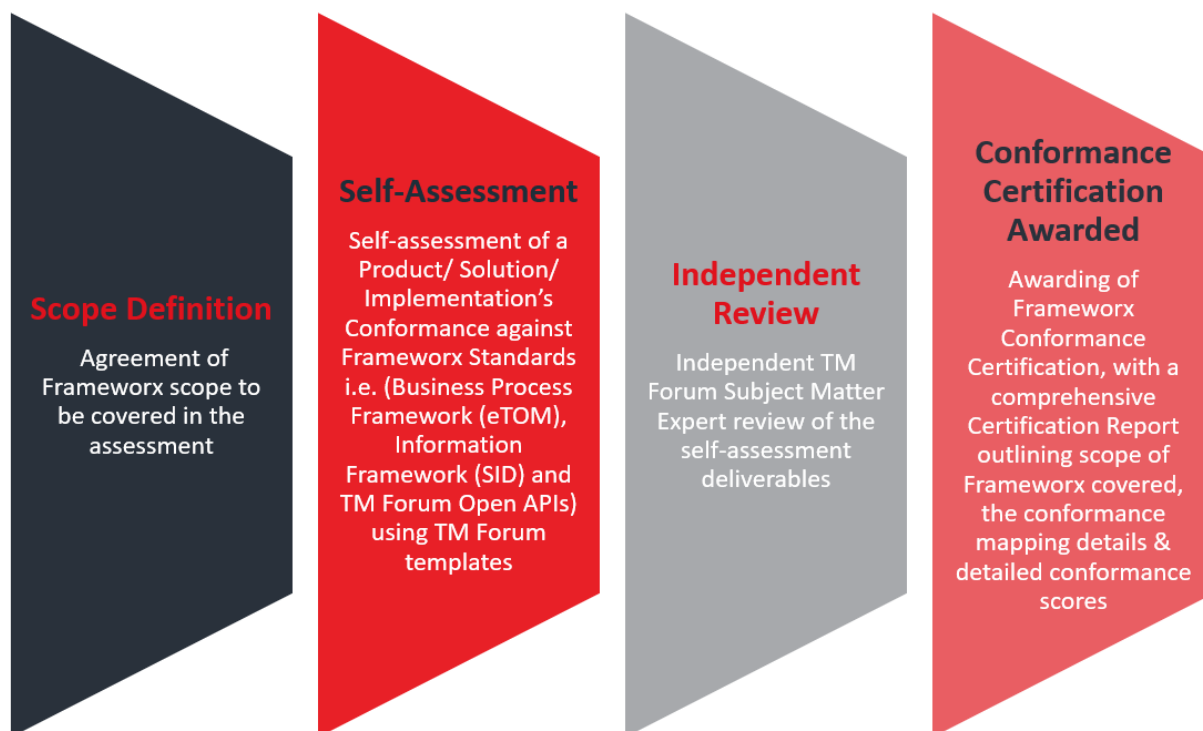 Scope Definition
Agreement of
Frameworx scope to
be covered in the
assessment
Self-Assessment
Self-assessment of a
Product/ Solution/
Implementation’s
Conformance against
Frameworx Standards
i.e. (Business Process
Framework (eTOM),
Information
Framework (SID) and
TM Forum Open APIs)
using TM Forum
templates
Independent
Review
Independent TM
Forum Subject Matter
Expert review of the
self-assessment
deliverables
Conformance
Certification
Awarded
Awarding of
Frameworx
Conformance
Certification, with a
comprehensive
Certification Report
outlining scope of
Frameworx covered,
the conformance
mapping details &
detailed conformance
scores